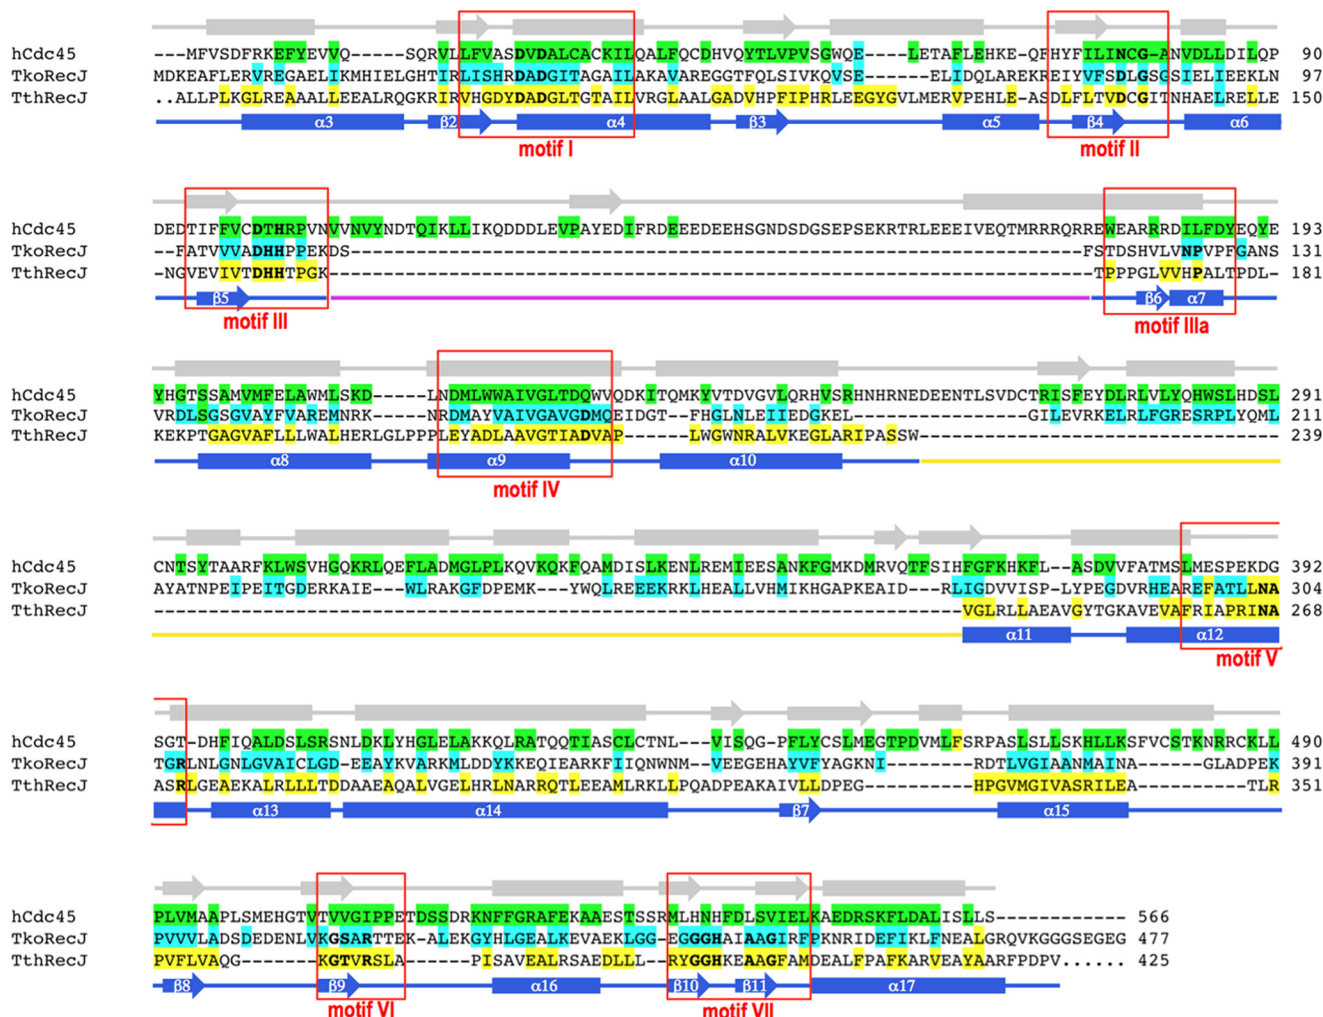 hCdc45 ---MFVSDFRKEFYEVVQ-----SQRVLLFVASDVDALCACKILQALFQCDHVQYTLVPVSGWQE----LETAFLEHKE-QFHYFILINCG-ANVDLLDILQP 90
TkoRecJ MDKEAFLERVREGAELIKMHIELGHTIRLISHRDADGITAGAILAKAVAREGGTFQLSIVKQVSE-----ELIDQLAREKREIYVFSDLGSGSIELIEEKLN 97
TthRecJ ..ALLPLKGLREAAALLEEALRQGKRIRVHGDYDADGLTGTAILVRGLAALGADVHPFIPHRLEEGYGVLMERVPEHLE-ASDLFLTVDCGITNHAELRELLE 150
α3 β2 α4 β3 α5 β4 α6
motif I motif II
DEDTIFFVCDTHRPVNVVNVYNDTQIKLLIKQDDDLEVPAYEDIFRDEEEDEEHSGNDSDGSEPSEKRTRLEEEIVEQTMRRRQRREWEARRRDILFDYEQYE 193
hCdc45
TkoRecJ --FATVVVADHHPPEKDS--------------------------------------------------------------------FSTDSHVLVNPVPFGANS 131
TthRecJ -NGVEVIVTDHHTPGK----------------------------------------------------------------------TPPPGLVVHPALTPDL- 181
β5 β6 α7
motif III motif IIIa
hCdc45 YHGTSSAMVMFELAWMLSKD-----LNDMLWWAIVGLTDQWVQDKITQMKYVTDVGVLQRHVSRHNHRNEDEENTLSVDCTRISFEYDLRLVLYQHWSLHDSL 291
TkoRecJ VRDLSGSGVAYFVAREMNRK-----NRDMAYVAIVGAVGDMQEIDGT--FHGLNLEIIEDGKEL----------------GILEVRKELRLFGRESRPLYQML 211
TthRecJ KEKPTGAGVAFLLLWALHERLGLPPPLEYADLAAVGTIADVAP------LWGWNRALVKEGLARIPASSW--------------------------------- 239
α8 α9 α10
motif IV
hCdc45 CNTSYTAARFKLWSVHGQKRLQEFLADMGLPLKQVKQKFQAMDISLKENLREMIEESANKFGMKDMRVQTFSIHFGFKHKFL--ASDVVFATMSLMESPEKDG 392
TkoRecJ AYATNPEIPEITGDERKAIE---WLRAKGFDPEMK---YWQLREEEKRKLHEALLVHMIKHGAPKEAID--RLIGDVVISP-LYPEGDVRHEAREFATLLNA 304
TthRecJ --------------------------------------------------------------------------VGLRLLAEAVGYTGKAVEVAFRIAPRINA 268
α11 α12
motif V
hCdc45 SGT-DHFIQALDSLSRSNLDKLYHGLELAKKQLRATQQTIASCLCTNL---VISQG-PFLYCSLMEGTPDVMLFSRPASLSLLSKHLLKSFVCSTKNRRCKLL 490
TkoRecJ TGRLNLGNLGVAICLGD-EEAYKVARKMLDDYKKEQIEARKFIIQNWNM-VEEGEHAYVFYAGKNI-------RDTLVGIAANMAINA------GLADPEK 391
TthRecJ ASRLGEAEKALRLLLTDDAAEAQALVGELHRLNARRQTLEEAMLRKLLPQADPEAKAIVLLDPEG----------HPGVMGIVASRILEA-----------TLR 351
α13 α14 β7 α15
hCdc45 PLVMAAPLSMEHGTVTVVGIPPETDSSDRKNFFGRAFEKAAESTSSRMLHNHFDLSVIELKAEDRSKFLDALISLLS------------ 566
TkoRecJ PVVVLADSDEDENLVKGSARTTEK-ALEKGYHLGEALKEVAEKLGG-EGGGHAIAAGIRFPKNRIDEFIKLFNEALGRQVKGGGSEGEG 477
TthRecJ PVFLVAQG--------KGTVRSLA------PISAVEALRSAEDLLL--RYGGHKEAAGFAMDEALFPAFKARVEAYAARFPDPV...... 425
β8 β9 α16 β10 β11 α17
motif VI motif VII